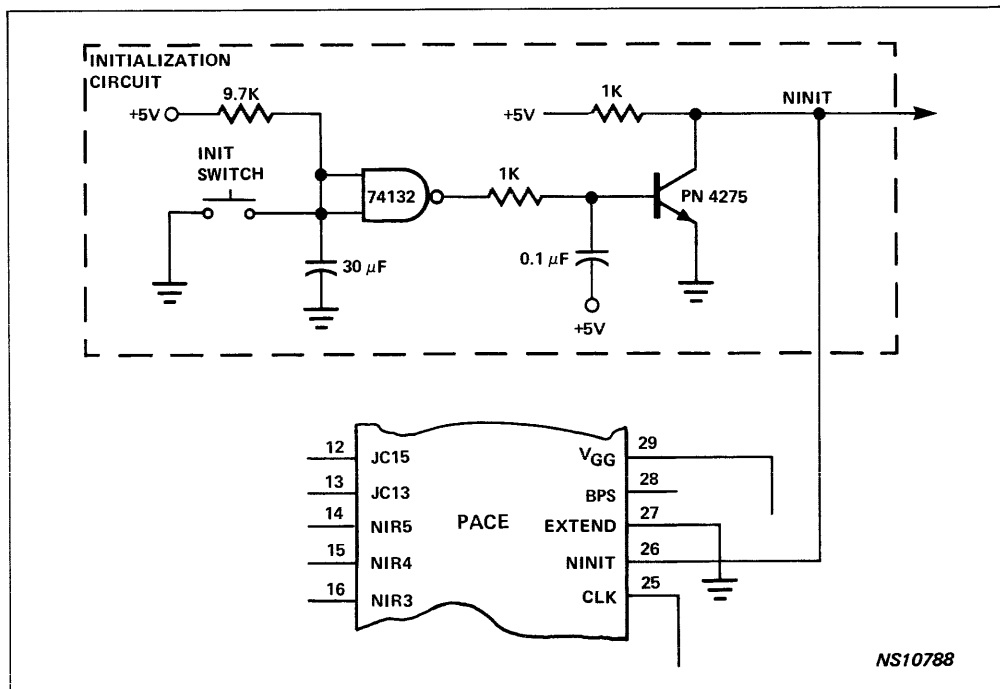 INITIALIZATION
CIRCUIT
9.7K
+5V
INIT
SWITCH
74132
30 µF
1K
1K
+5V
NINIT
PN 4275
0.1 µF
+5V
12
JC15
13
JC13
14
NIR5
15
NIR4
16
NIR3
PACE
VGG
29
BPS
28
EXTEND
27
NINIT
26
CLK
25
NS10788